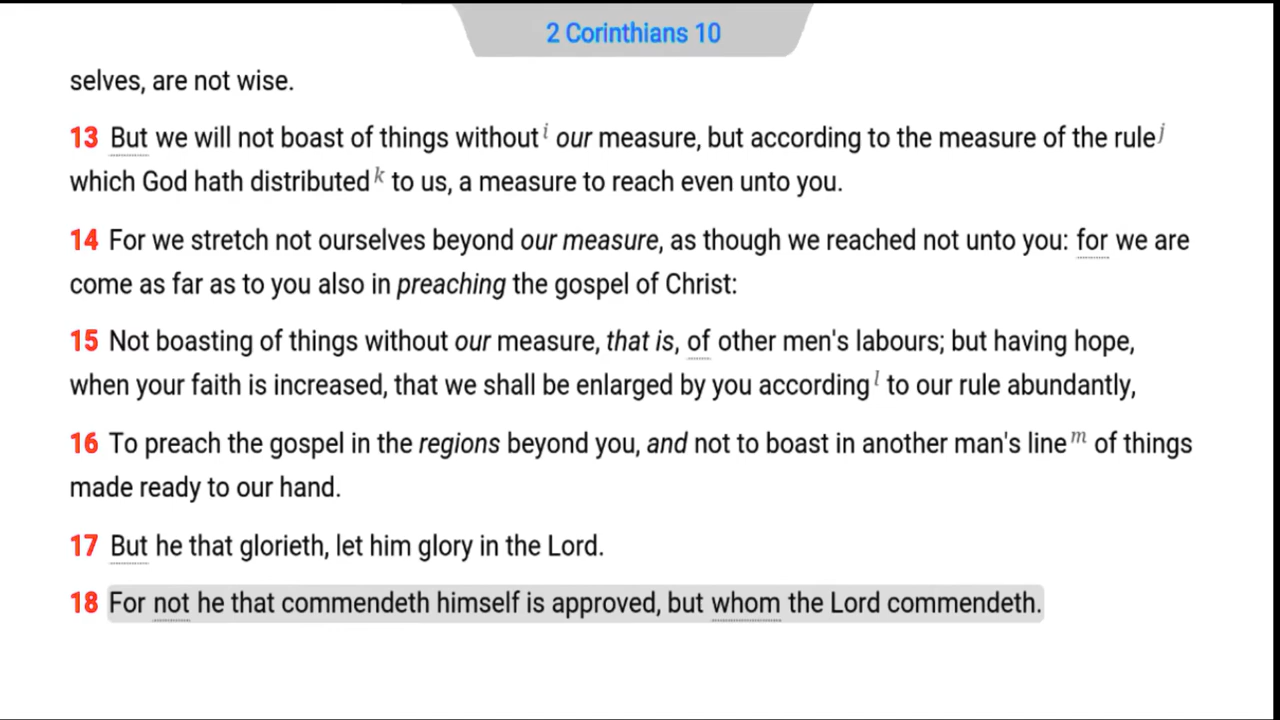 2 Corinthians 10
selves, are not wise.
13 But we will not boast of things without i our measure, but according to the measure of the rule j
which God hath distributed k to us, a measure to reach even unto you.
14 For we stretch not ourselves beyond our measure, as though we reached not unto you: for we are
come as far as to you also in preaching the gospel of Christ:
15 Not boasting of things without our measure, that is, of other men's labours; but having hope,
when your faith is increased, that we shall be enlarged by you according l to our rule abundantly,
16 To preach the gospel in the regions beyond you, and not to boast in another man's line m of things
made ready to our hand.
17 But he that glorieth, let him glory in the Lord.
18 For not he that commendeth himself is approved, but whom the Lord commendeth.